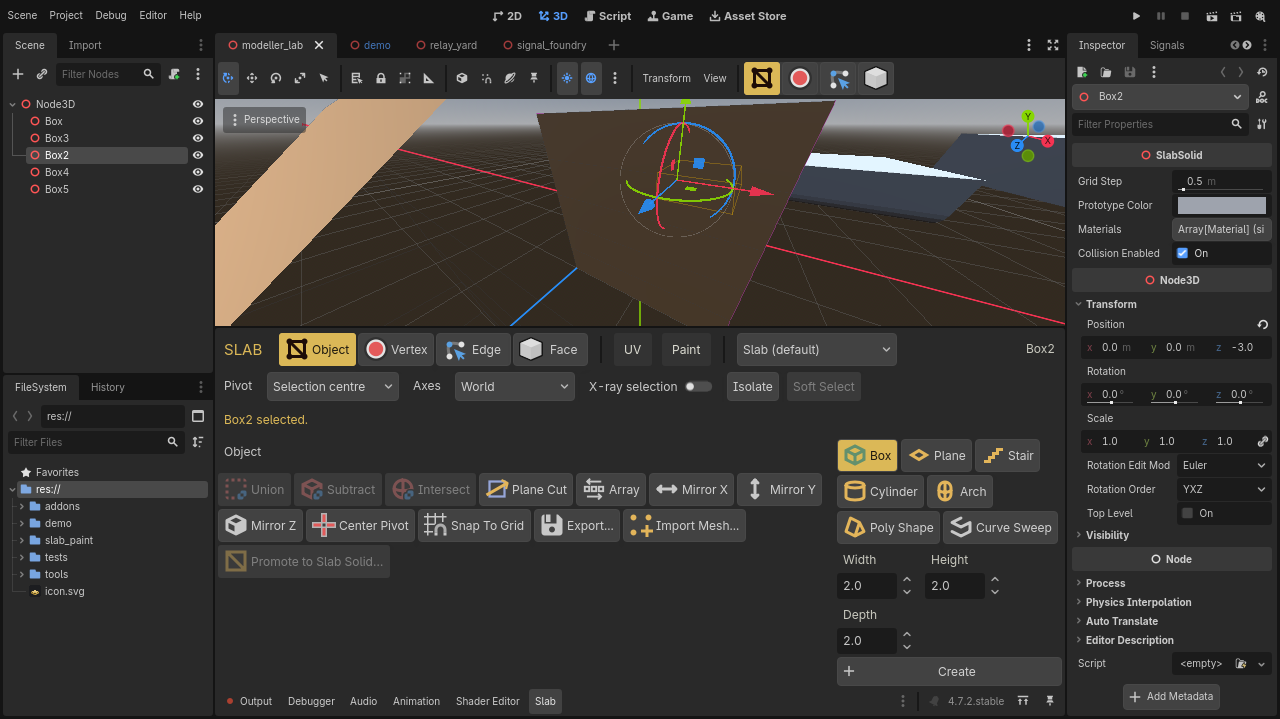 Scene Project Debug Editor Help
2D 3D Script Game Asset Store
Scene Import
modeller_lab demo relay_yard signal_foundry
Inspector Signals
Filter Nodes
Transform View
Box2
Filter Properties
Node3D
Box
Box3
Box2
Box4
Box5
Perspective
Y
X
Z
SlabSolid
Grid Step 0.5 m
Prototype Color
Materials Array[Material] (si
Collision Enabled On
Node3D
Transform
Position
x 0.0 m y 0.0 m z -3.0
Rotation
x 0.0 ° y 0.0 ° z 0.0 °
Scale
x 1.0 y 1.0 z 1.0
Rotation Edit Mod Euler
Rotation Order YXZ
Top Level On
Visibility
Node
Process
Physics Interpolation
Auto Translate
Editor Description
Script <empty>
Add Metadata
SLAB Object Vertex Edge Face UV Paint Slab (default) Box2
Pivot Selection centre Axes World X-ray selection Isolate Soft Select
Box2 selected.
Object
Union Subtract Intersect Plane Cut Array Mirror X Mirror Y
Mirror Z Center Pivot Snap To Grid Export... Import Mesh...
Promote to Slab Solid...
Box Plane Stair
Cylinder Arch
Poly Shape Curve Sweep
Width Height
2.0 2.0
Depth
2.0
Create
FileSystem History
res://
Filter Files
Favorites
res://
addons
demo
slab_paint
tests
tools
icon.svg
Output Debugger Audio Animation Shader Editor Slab
4.7.2.stable